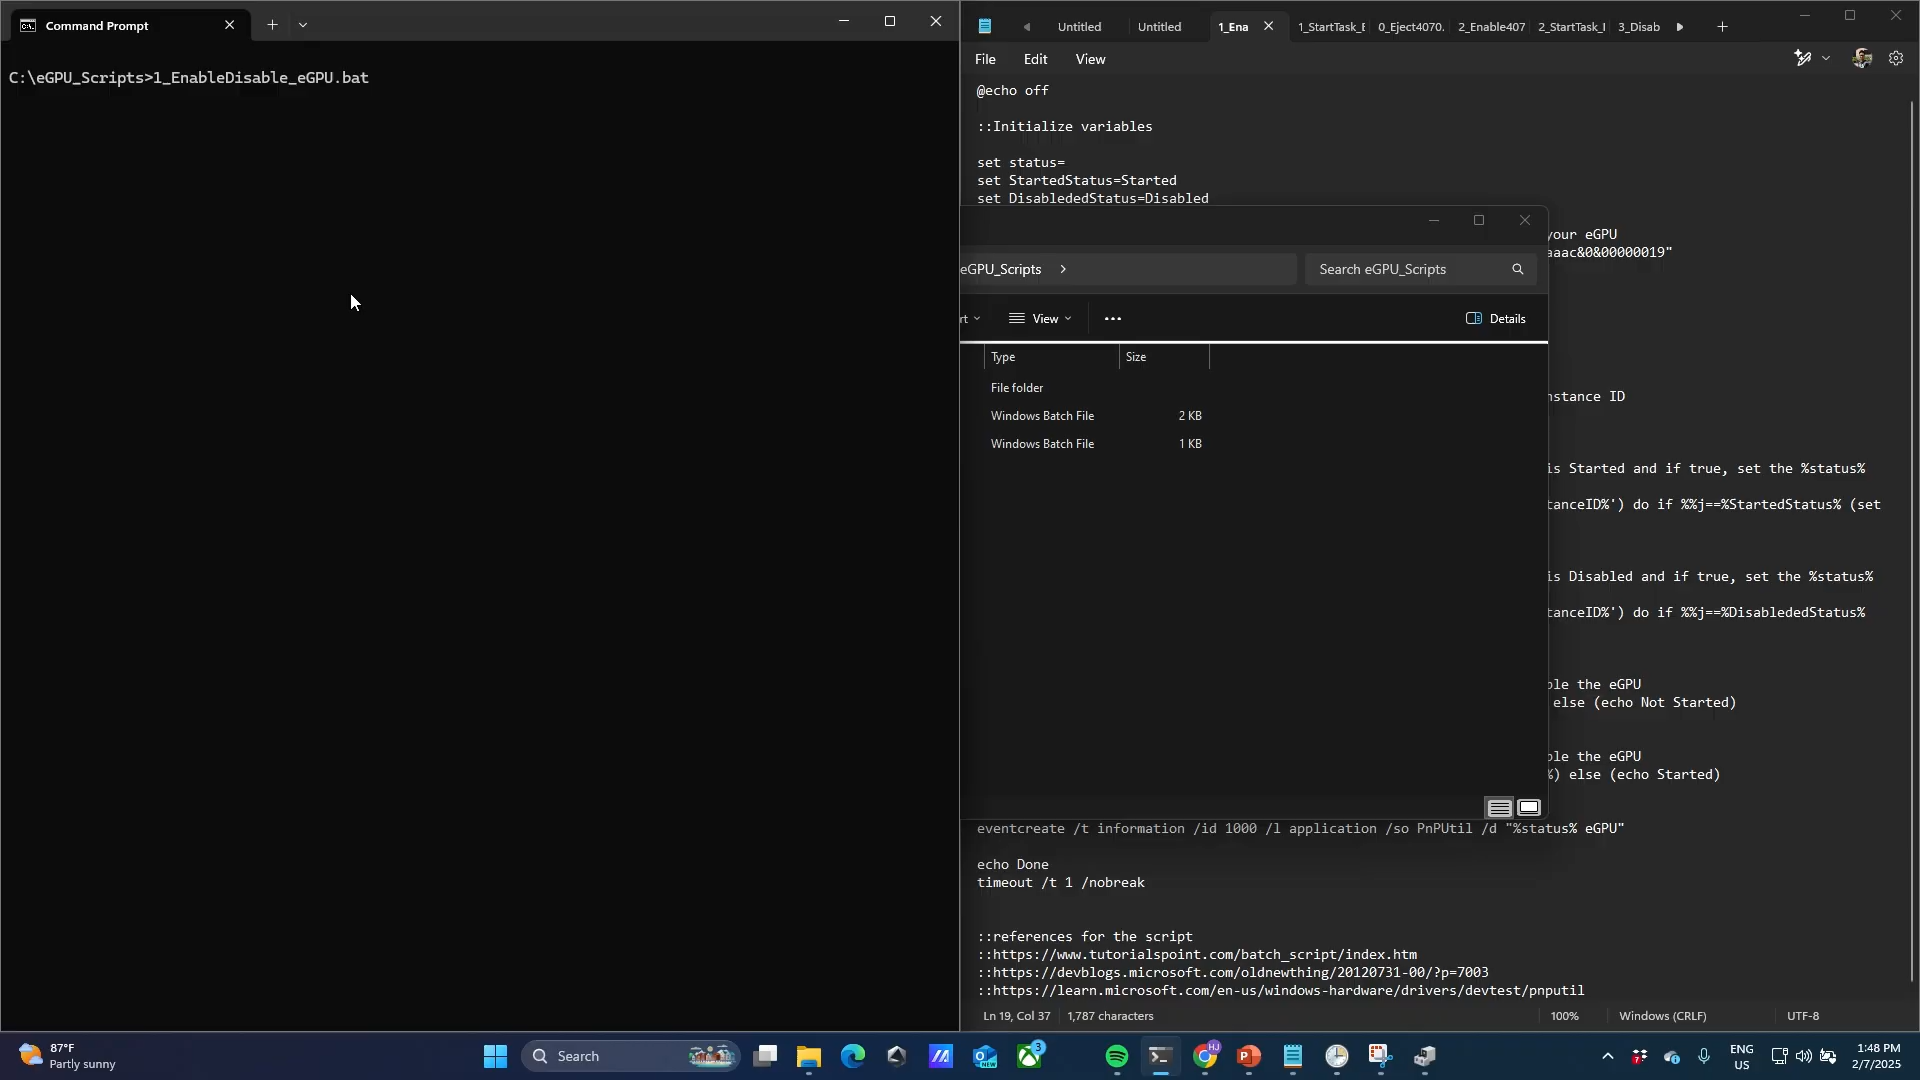 Command Prompt
C:\eGPU_Scripts>1_EnableDisable_eGPU.bat
Untitled
Untitled
1_Ena
1_StartTask_E
0_Eject4070.
2_Enable407
2_StartTask_I
3_Disab
File
Edit
View
@echo off
::Initialize variables
set status=
set StartedStatus=Started
set DisablededStatus=Disabled
your eGPU
aaac&0&00000019"
eGPU_Scripts
Search eGPU_Scripts
rt
View
Details
Type
Size
File folder
Windows Batch File
2 KB
Windows Batch File
1 KB
nstance ID
is Started and if true, set the %status%
tanceID%') do if %%j==%StartedStatus% (set
is Disabled and if true, set the %status%
tanceID%') do if %%j==%DisablededStatus%
ble the eGPU
else (echo Not Started)
ble the eGPU
%) else (echo Started)
eventcreate /t information /id 1000 /l application /so PnPUtil /d "%status% eGPU"
echo Done
timeout /t 1 /nobreak
::references for the script
::https://www.tutorialspoint.com/batch_script/index.htm
::https://devblogs.microsoft.com/oldnewthing/20120731-00/?p=7003
::https://learn.microsoft.com/en-us/windows-hardware/drivers/devtest/pnputil
Ln 19, Col 37
1,787 characters
100%
Windows (CRLF)
UTF-8
87°F
Partly sunny
Search
NEW
3
HJ
ENG
US
1:48 PM
2/7/2025